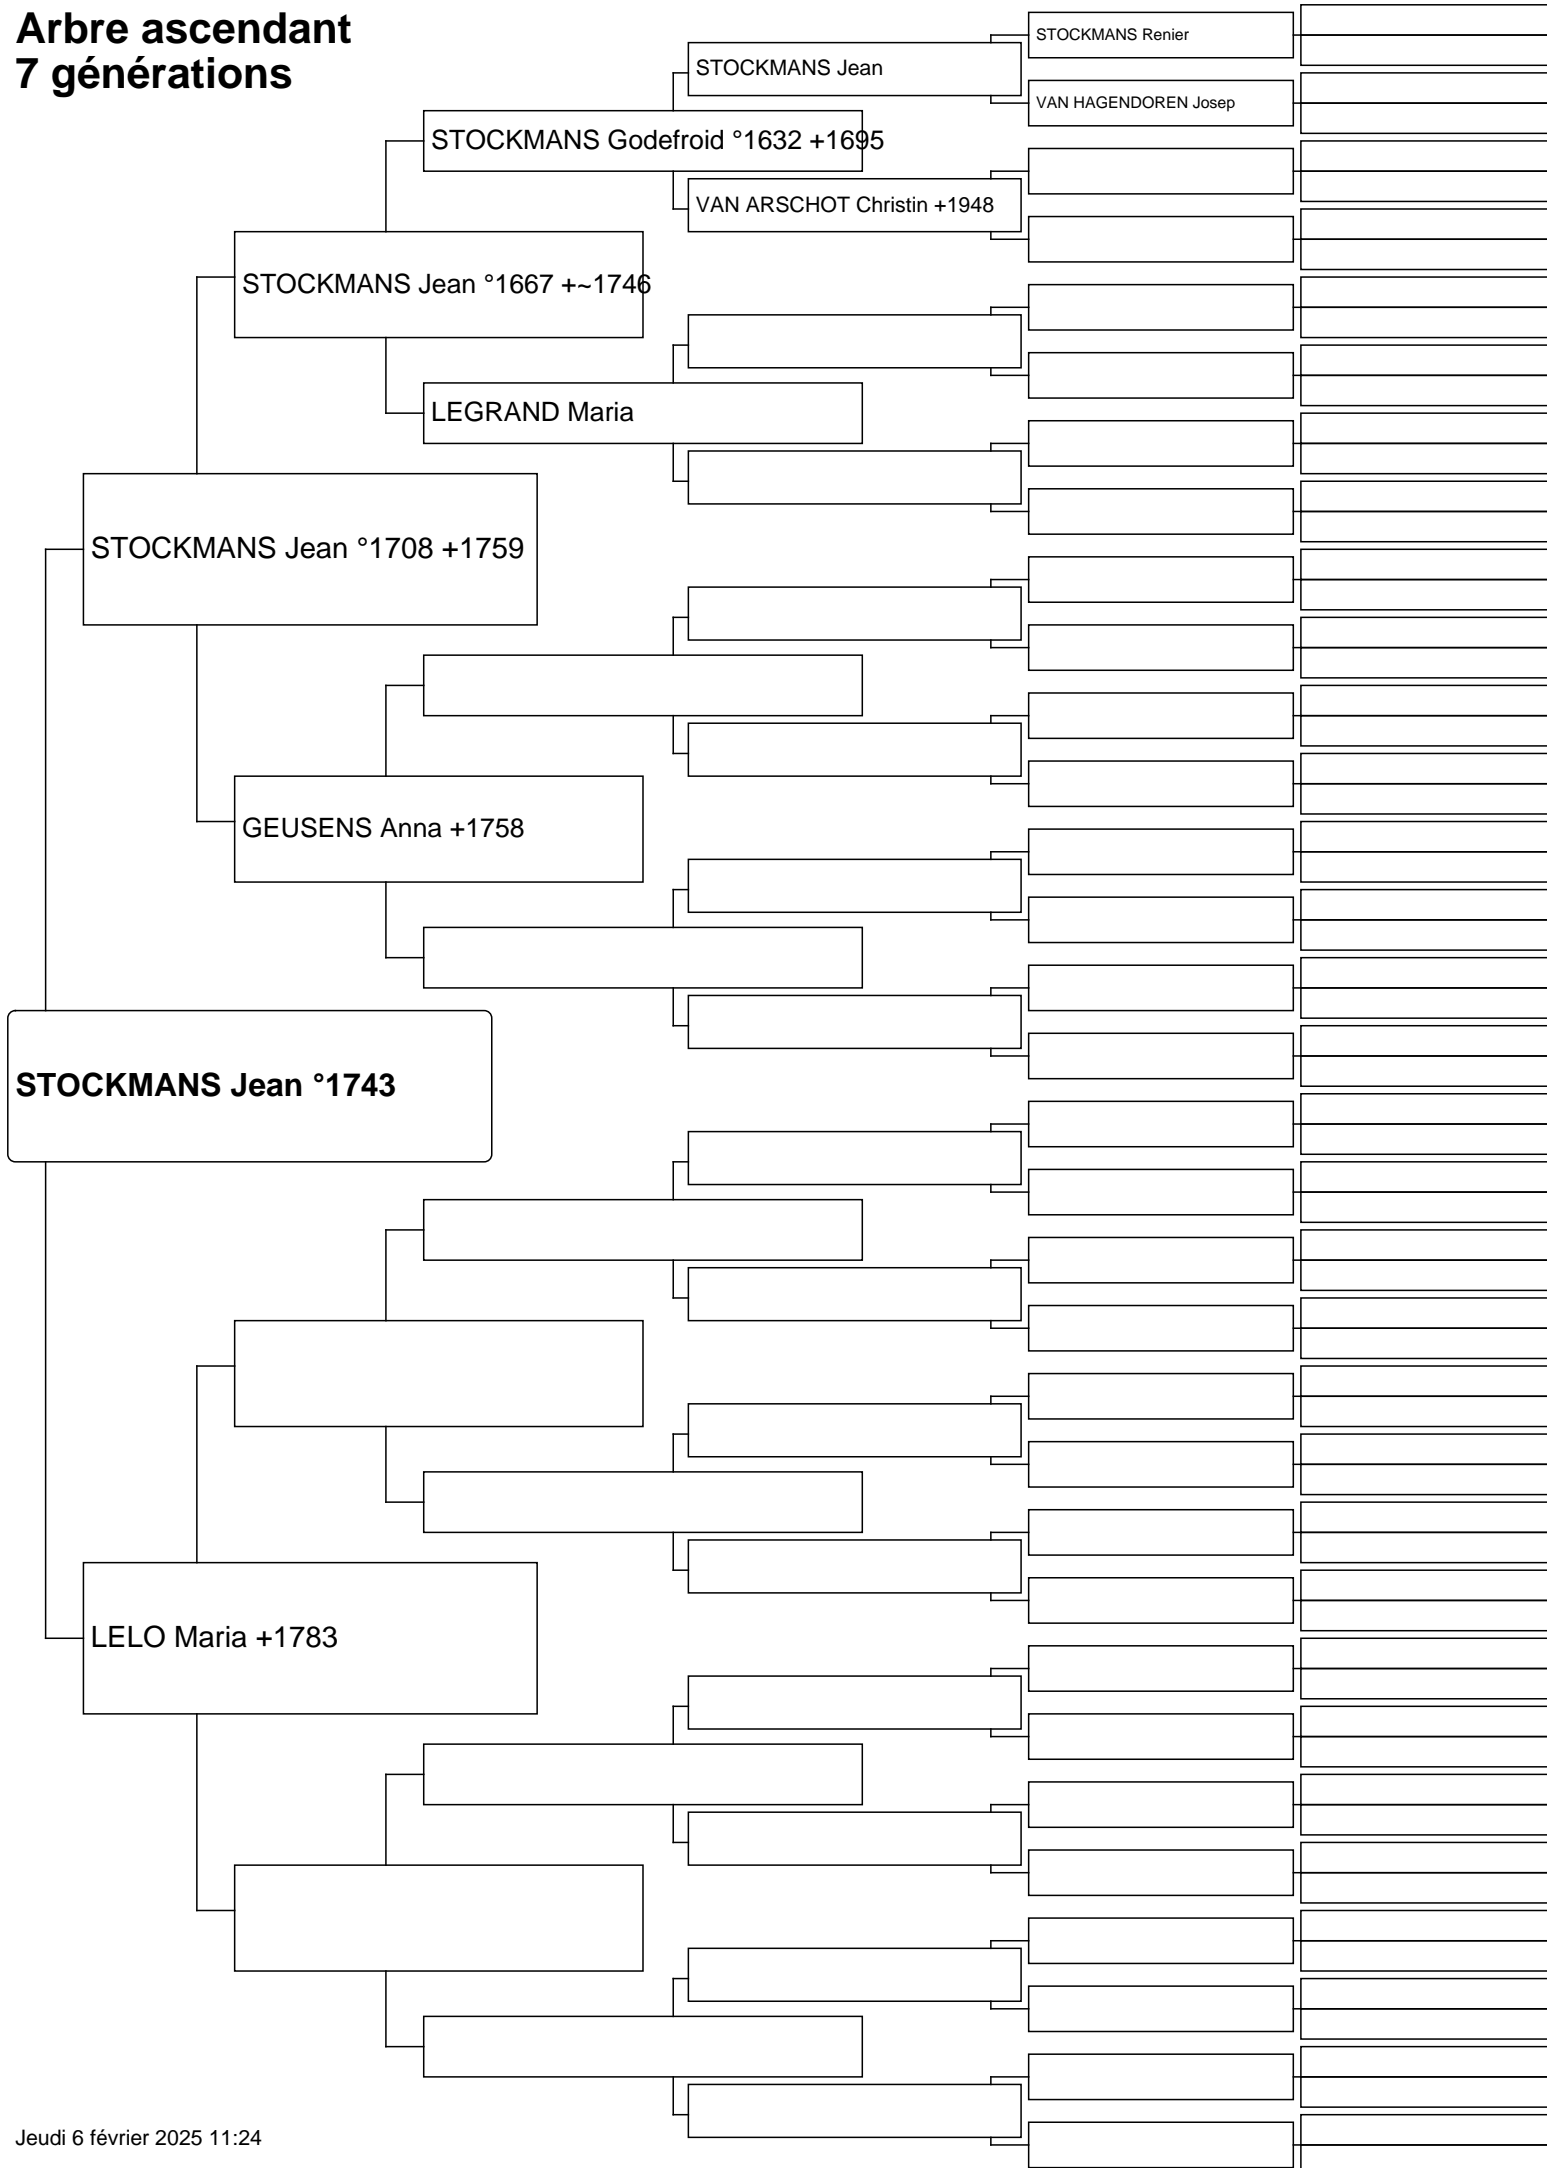 Arbre ascendant
7 générations
STOCKMANS Renier
STOCKMANS Jean
VAN HAGENDOREN Josep
STOCKMANS Godefroid °1632 +1695
VAN ARSCHOT Christin +1948
STOCKMANS Jean °1667 +~1746
LEGRAND Maria
STOCKMANS Jean °1708 +1759
GEUSENS Anna +1758
STOCKMANS Jean °1743
LELO Maria +1783
Jeudi 6 février 2025 11:24